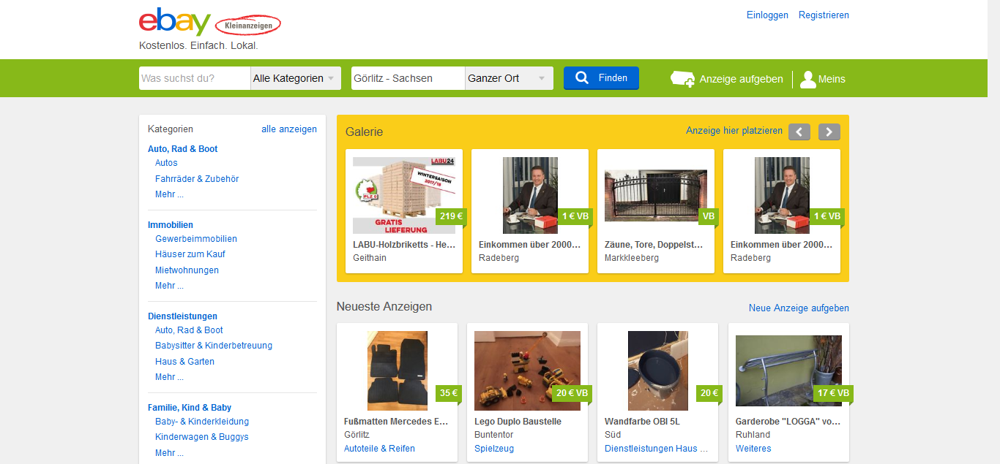 ebay Kleinanzeigen
Kostenlos. Einfach. Lokal.
Einloggen Registrieren
Was suchst du? Alle Kategorien Görlitz - Sachsen Ganzer Ort Finden Anzeige aufgeben Meins
Kategorien alle anzeigen
Auto, Rad & Boot
Autos
Fahrräder & Zubehör
Mehr ...
Immobilien
Gewerbeimmobilien
Häuser zum Kauf
Mietwohnungen
Mehr ...
Dienstleistungen
Auto, Rad & Boot
Babysitter & Kinderbetreuung
Haus & Garten
Mehr ...
Familie, Kind & Baby
Baby- & Kinderkleidung
Kinderwagen & Buggys
Mehr ...
Galerie Anzeige hier platzieren
LABU24
WINTERSAISON
2017/18
PLZ 0
GRATIS
LIEFERUNG
219 €
LABU-Holzbriketts - He...
Geithain
1 € VB
Einkommen über 2000...
Radeberg
VB
Zäune, Tore, Doppelst...
Markkleeberg
1 € VB
Einkommen über 2000...
Radeberg
Neueste Anzeigen Neue Anzeige aufgeben
35 €
Fußmatten Mercedes E...
Görlitz
Autoteile & Reifen
20 € VB
Lego Duplo Baustelle
Buntentor
Spielzeug
20 €
Wandfarbe OBI 5L
Süd
Dienstleistungen Haus ...
17 € VB
Garderobe "LOGGA" vo...
Ruhland
Weiteres